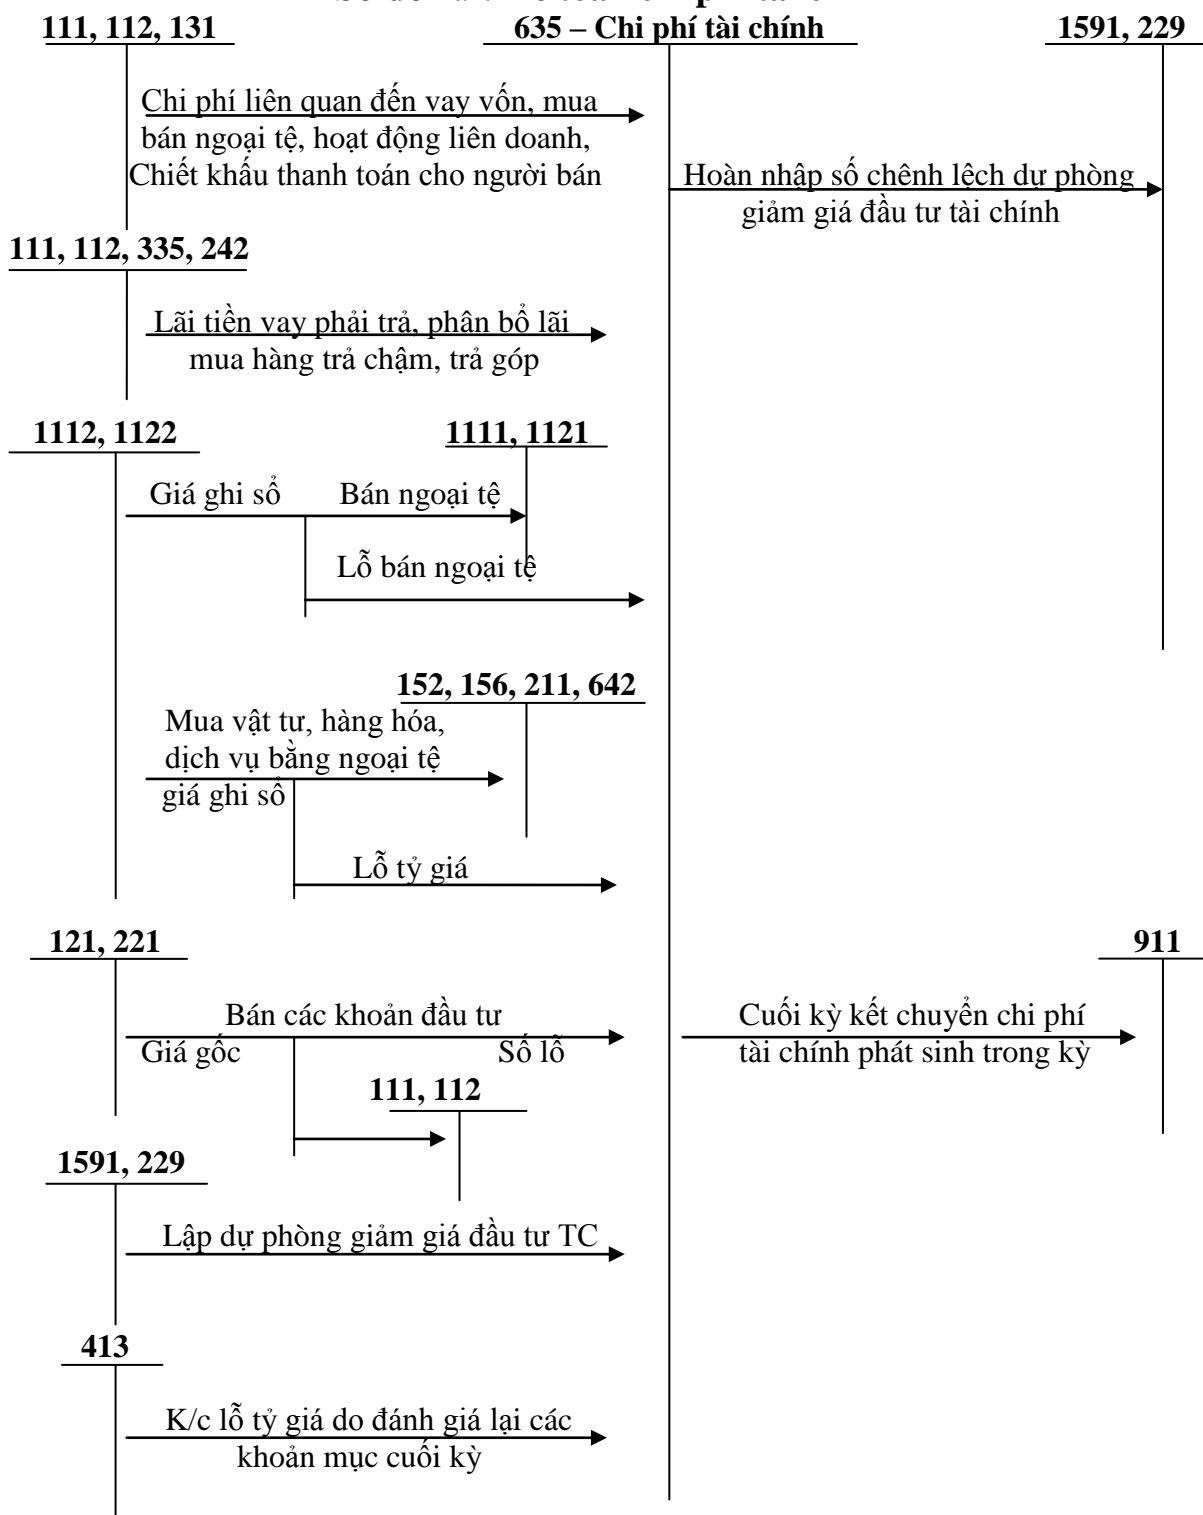 111, 112, 131
635 – Chi phí tài chính
1591, 229
Chi phí liên quan đến vay vốn, mua
bán ngoại tệ, hoạt động liên doanh,
Chiết khấu thanh toán cho người bán
Hoàn nhập số chênh lệch dự phòng
giảm giá đầu tư tài chính
111, 112, 335, 242
Lãi tiền vay phải trả, phân bổ lãi
mua hàng trả chậm, trả góp
1112, 1122
1111, 1121
Giá ghi sổ
Bán ngoại tệ
Lỗ bán ngoại tệ
152, 156, 211, 642
Mua vật tư, hàng hóa,
dịch vụ bằng ngoại tệ
giá ghi sổ
Lỗ tỷ giá
121, 221
911
Bán các khoản đầu tư
Giá gốc
Số lỗ
Cuối kỳ kết chuyển chi phí
tài chính phát sinh trong kỳ
111, 112
1591, 229
Lập dự phòng giảm giá đầu tư TC
413
K/c lỗ tỷ giá do đánh giá lại các
khoản mục cuối kỳ